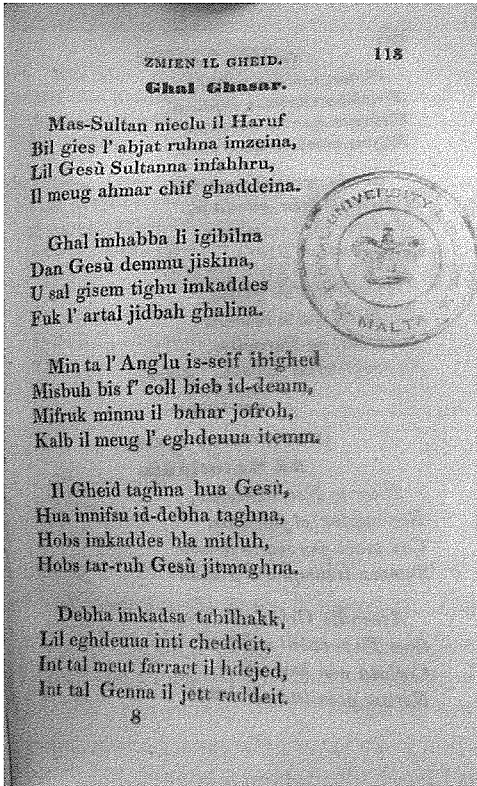 ZMIEN IL GHEID. 113
Ghal Ghasar.
Mas-Sultan nieclu il Haruf
Bil gies l' abjat ruhna imzeina,
Lil Gesù Sultanna infahhru,
Il meug ahmar chif ghaddeina.
Ghal imhabba li igibilna
Dan Gesù demmu jiskina,
U sal gisem tighu imkaddes
Fuk l' artal jidbah ghalina.
Min ta l' Ang'lu is-seif ibighed
Misbuh bis f' coll bieb id-demm,
Mifruk minnu il bahar jofroh,
Kalb il meug l' eghdeuua itemm.
Il Gheid taghna hua Gesù,
Hua innifsu id-debha taghna,
Hobs imkaddes bla mitluh,
Hobs tar-ruh Gesù jitmaghna.
Debha imkadsa tabilhakk,
Lil eghdeuua inti cheddeit,
Int tal meut farract il hdejed,
Int tal Genna il jett raddeit.
8
UNIVERSITY
MALTA